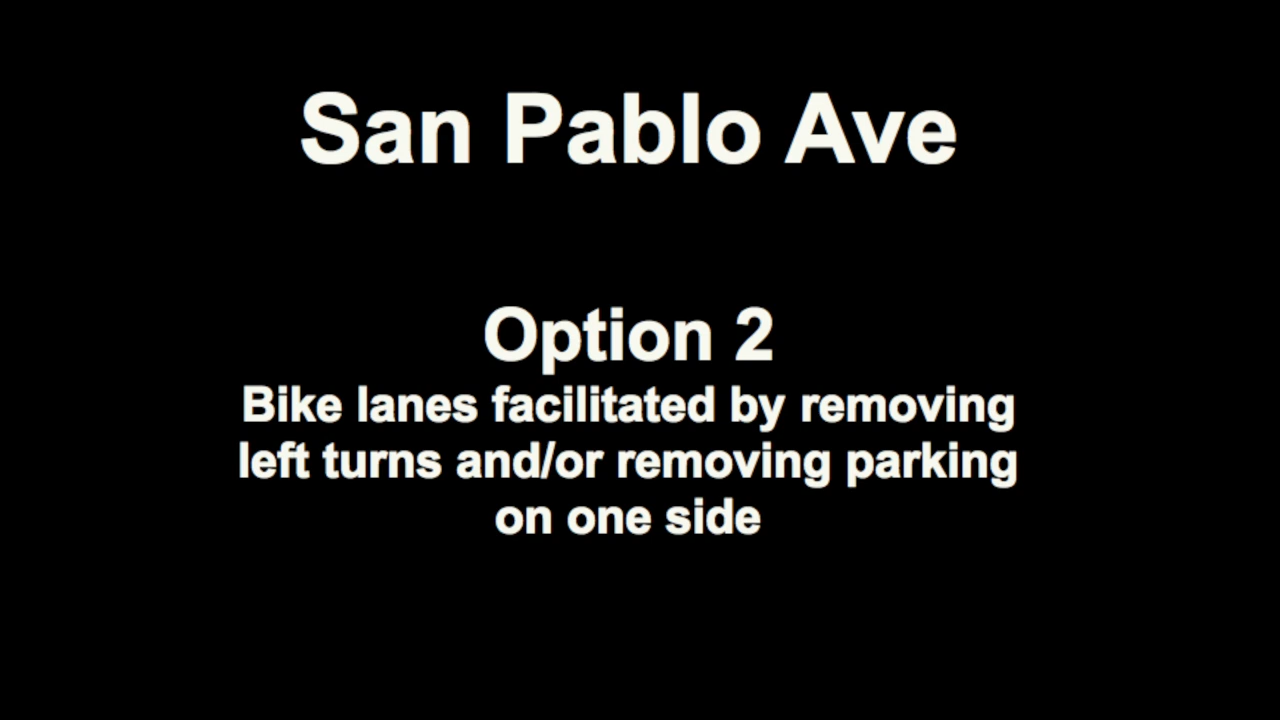 San Pablo Ave
Option 2
Bike lanes facilitated by removing
left turns and/or removing parking
on one side